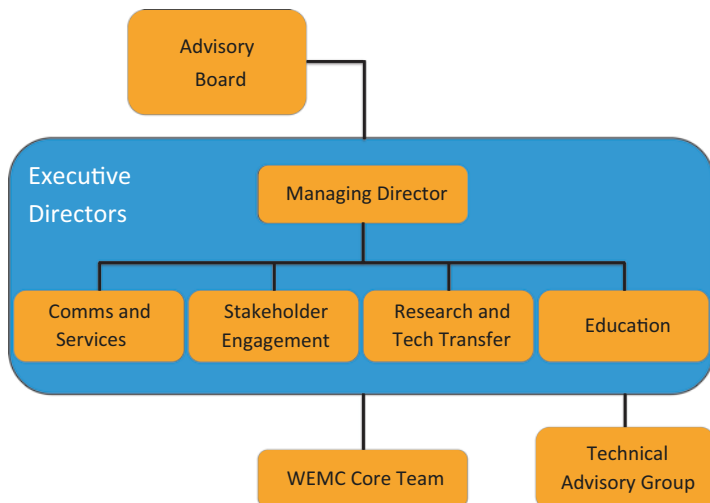 Advisory
Board
Executive
Directors
Managing Director
Comms and
Services
Stakeholder
Engagement
Research and
Tech Transfer
Education
WEMC Core Team
Technical
Advisory Group